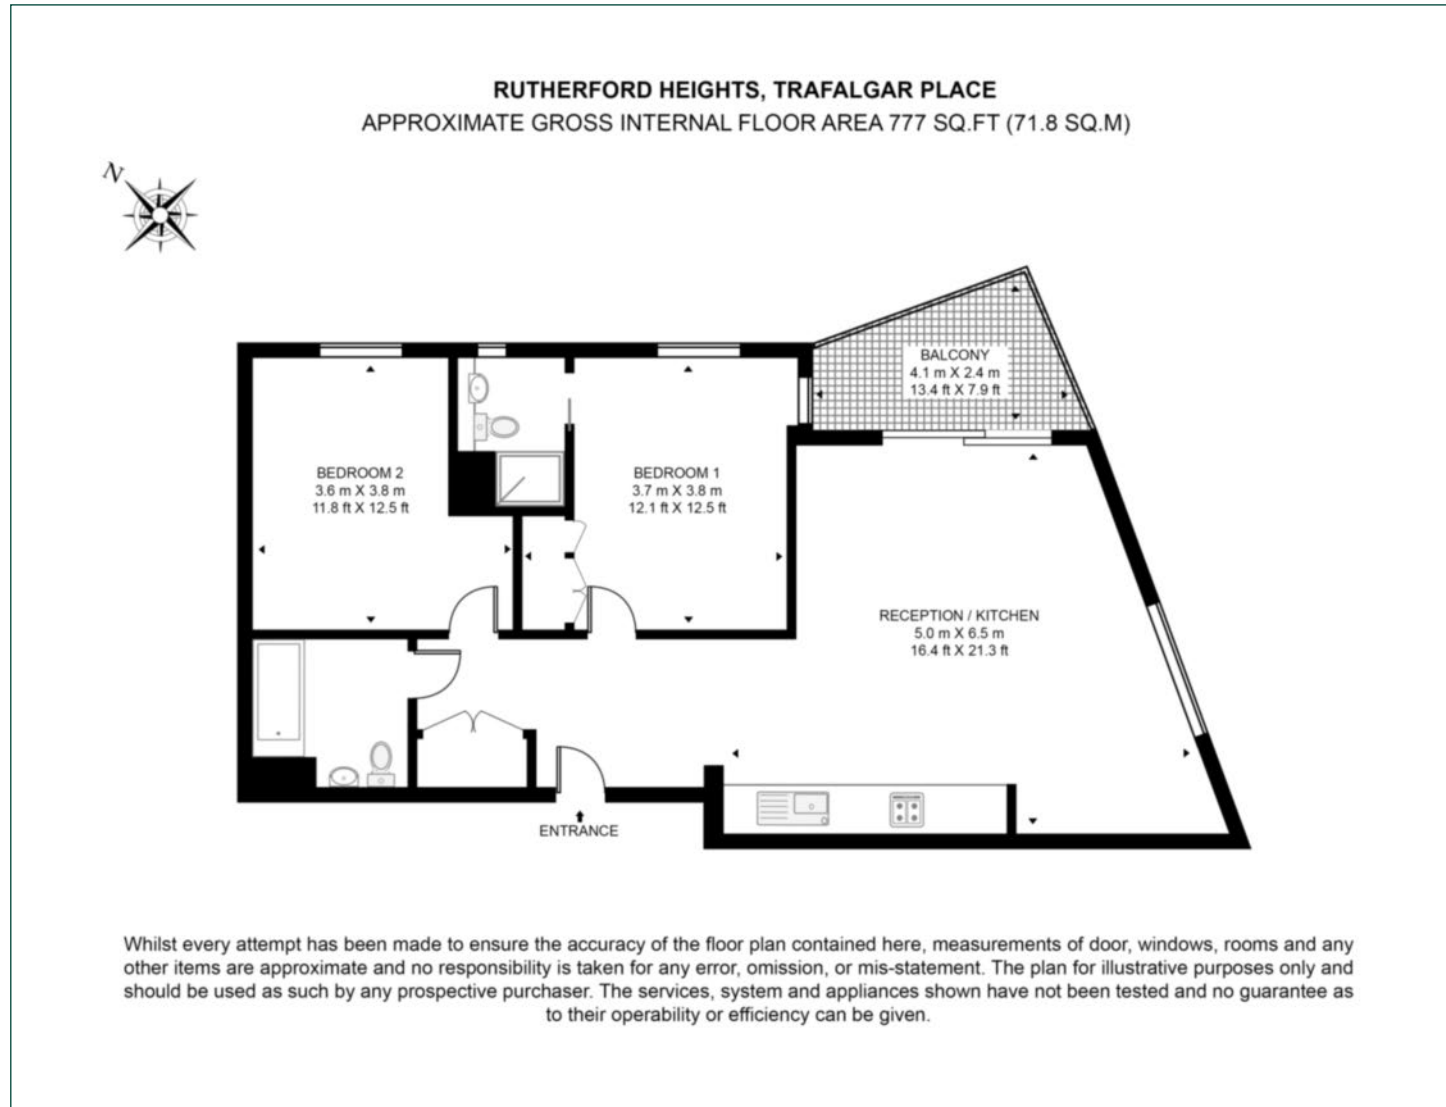 RUTHERFORD HEIGHTS, TRAFALGAR PLACE
APPROXIMATE GROSS INTERNAL FLOOR AREA 777 SQ.FT (71.8 SQ.M)
N
BALCONY
4.1 m X 2.4 m
13.4 ft X 7.9 ft
BEDROOM 2
3.6 m X 3.8 m
11.8 ft X 12.5 ft
BEDROOM 1
3.7 m X 3.8 m
12.1 ft X 12.5 ft
RECEPTION / KITCHEN
5.0 m X 6.5 m
16.4 ft X 21.3 ft
ENTRANCE
Whilst every attempt has been made to ensure the accuracy of the floor plan contained here, measurements of door, windows, rooms and any
other items are approximate and no responsibility is taken for any error, omission, or mis-statement. The plan for illustrative purposes only and
should be used as such by any prospective purchaser. The services, system and appliances shown have not been tested and no guarantee as
to their operability or efficiency can be given.